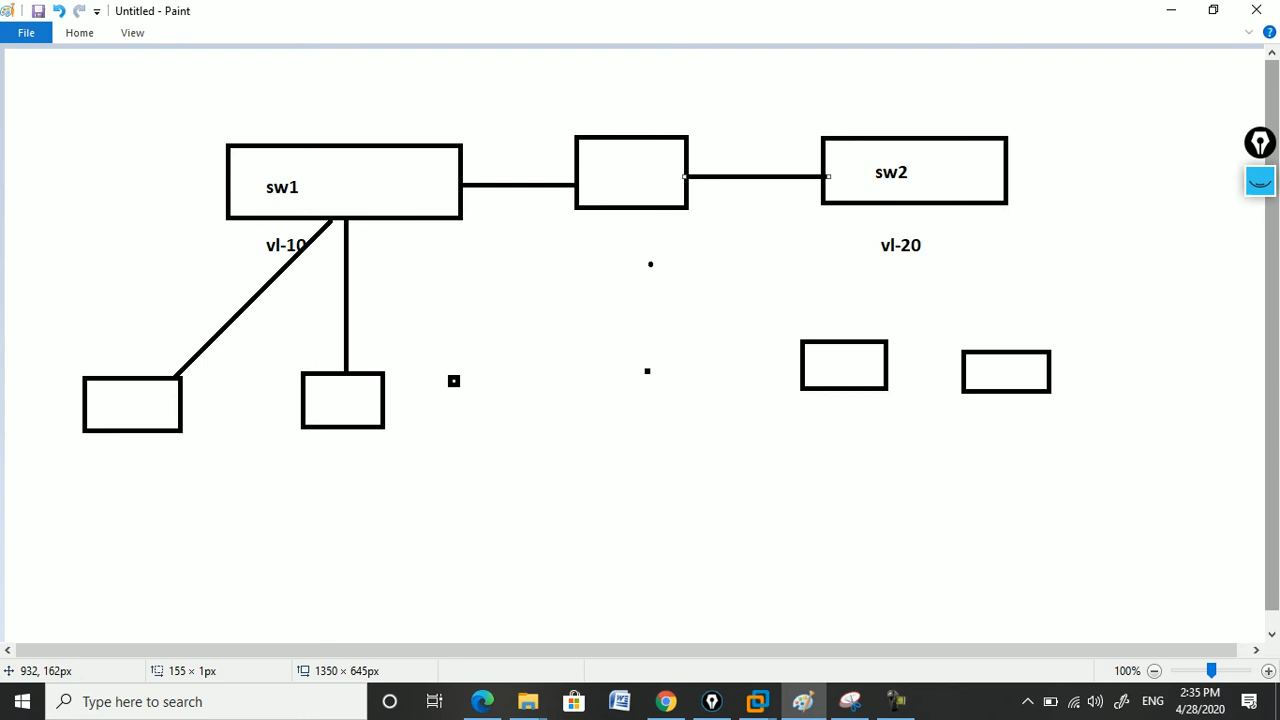 Untitled - Paint
File Home View
sw1
sw2
vl-10
vl-20
932, 162px
155 × 1px
1350 × 645px
100%
Type here to search
ENG
2:35 PM
4/28/2020